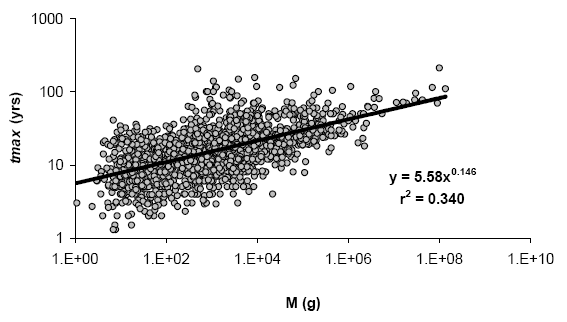 1000
100
10
1
tmax (yrs)
y = 5.58x^0.146
r² = 0.340
1.E+00 1.E+02 1.E+04 1.E+06 1.E+08 1.E+10
M (g)